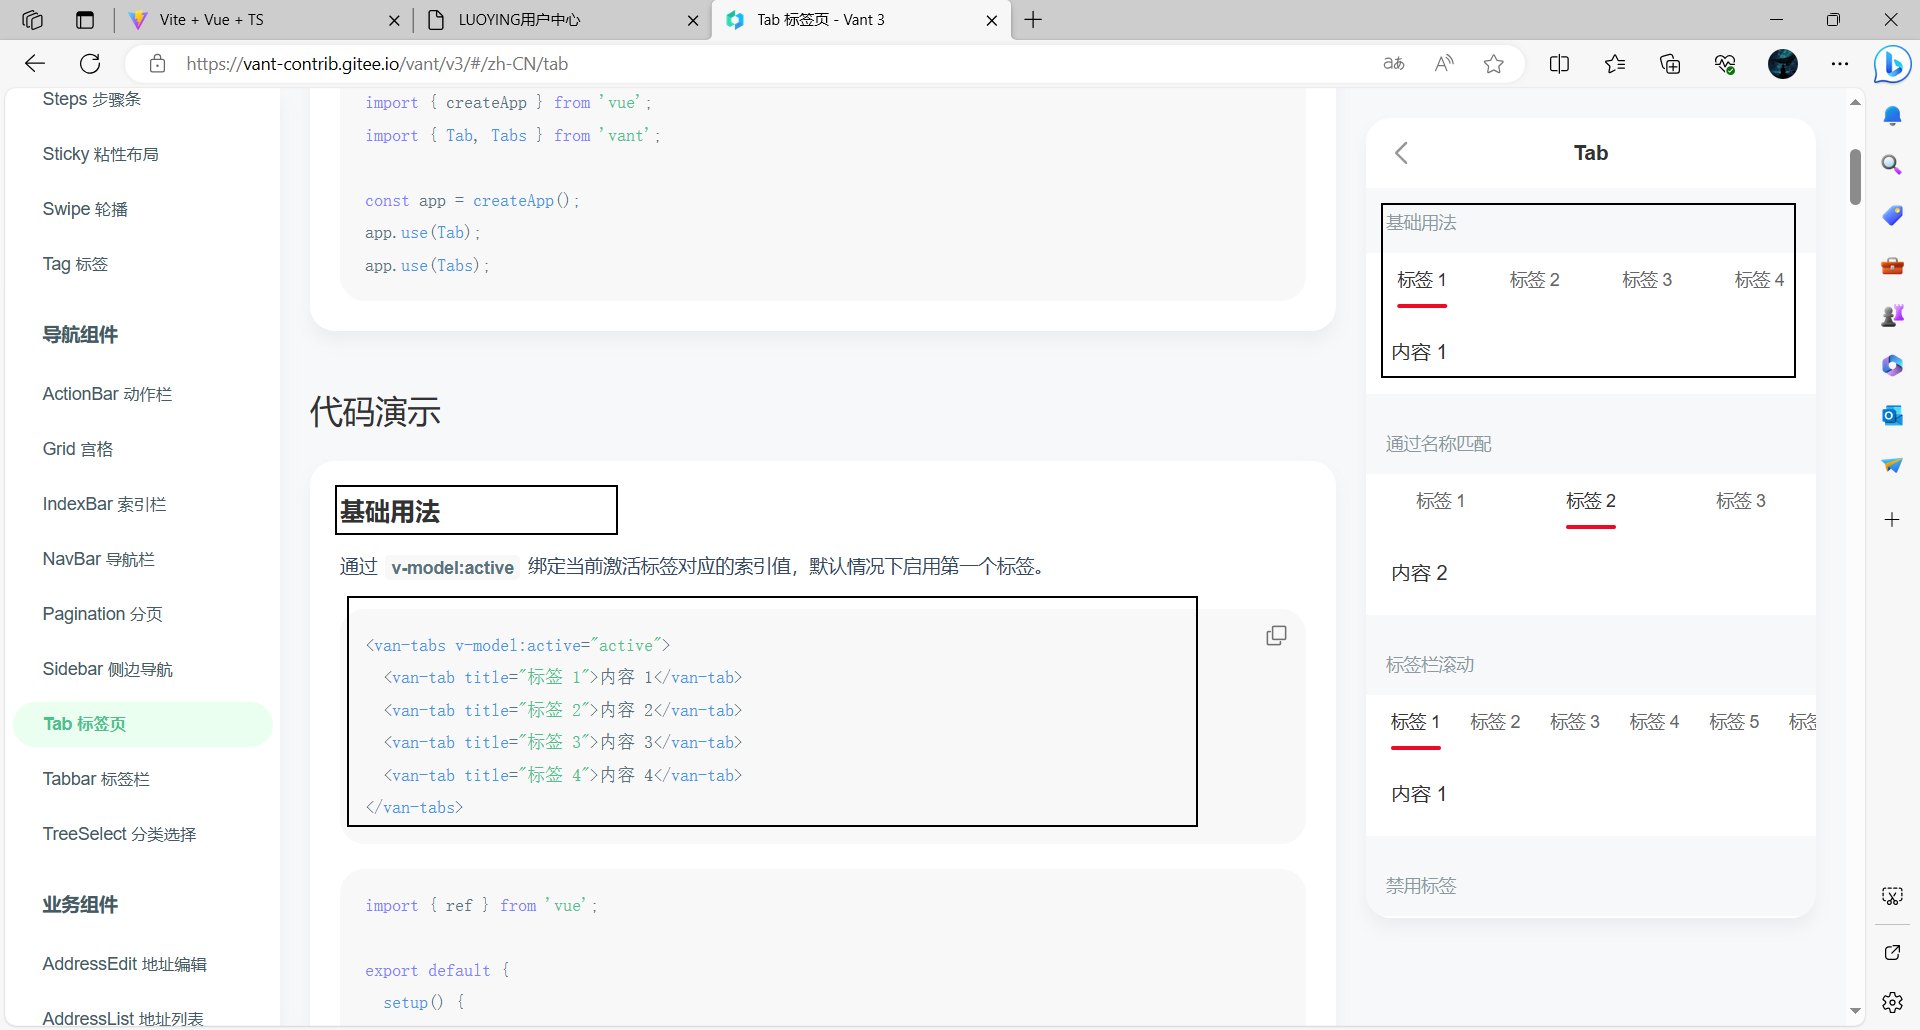 Vite + Vue + TS
LUOYING用户中心
Tab 标签页 - Vant 3
https://vant-contrib.gitee.io/vant/v3/#/zh-CN/tab
Steps 步骤条
Sticky 粘性布局
Swipe 轮播
Tag 标签
导航组件
ActionBar 动作栏
Grid 宫格
IndexBar 索引栏
NavBar 导航栏
Pagination 分页
Sidebar 侧边导航
Tab 标签页
Tabbar 标签栏
TreeSelect 分类选择
业务组件
AddressEdit 地址编辑
AddressList 地址列表
import { createApp } from 'vue';
import { Tab, Tabs } from 'vant';
const app = createApp();
app.use(Tab);
app.use(Tabs);
代码演示
基础用法
通过 v-model:active 绑定当前激活标签对应的索引值，默认情况下启用第一个标签。
<van-tabs v-model:active="active">
  <van-tab title="标签 1">内容 1</van-tab>
  <van-tab title="标签 2">内容 2</van-tab>
  <van-tab title="标签 3">内容 3</van-tab>
  <van-tab title="标签 4">内容 4</van-tab>
</van-tabs>
import { ref } from 'vue';
export default {
  setup() {
Tab
基础用法
标签 1 标签 2 标签 3 标签 4
内容 1
通过名称匹配
标签 1 标签 2 标签 3
内容 2
标签栏滚动
标签 1 标签 2 标签 3 标签 4 标签 5 标签
内容 1
禁用标签